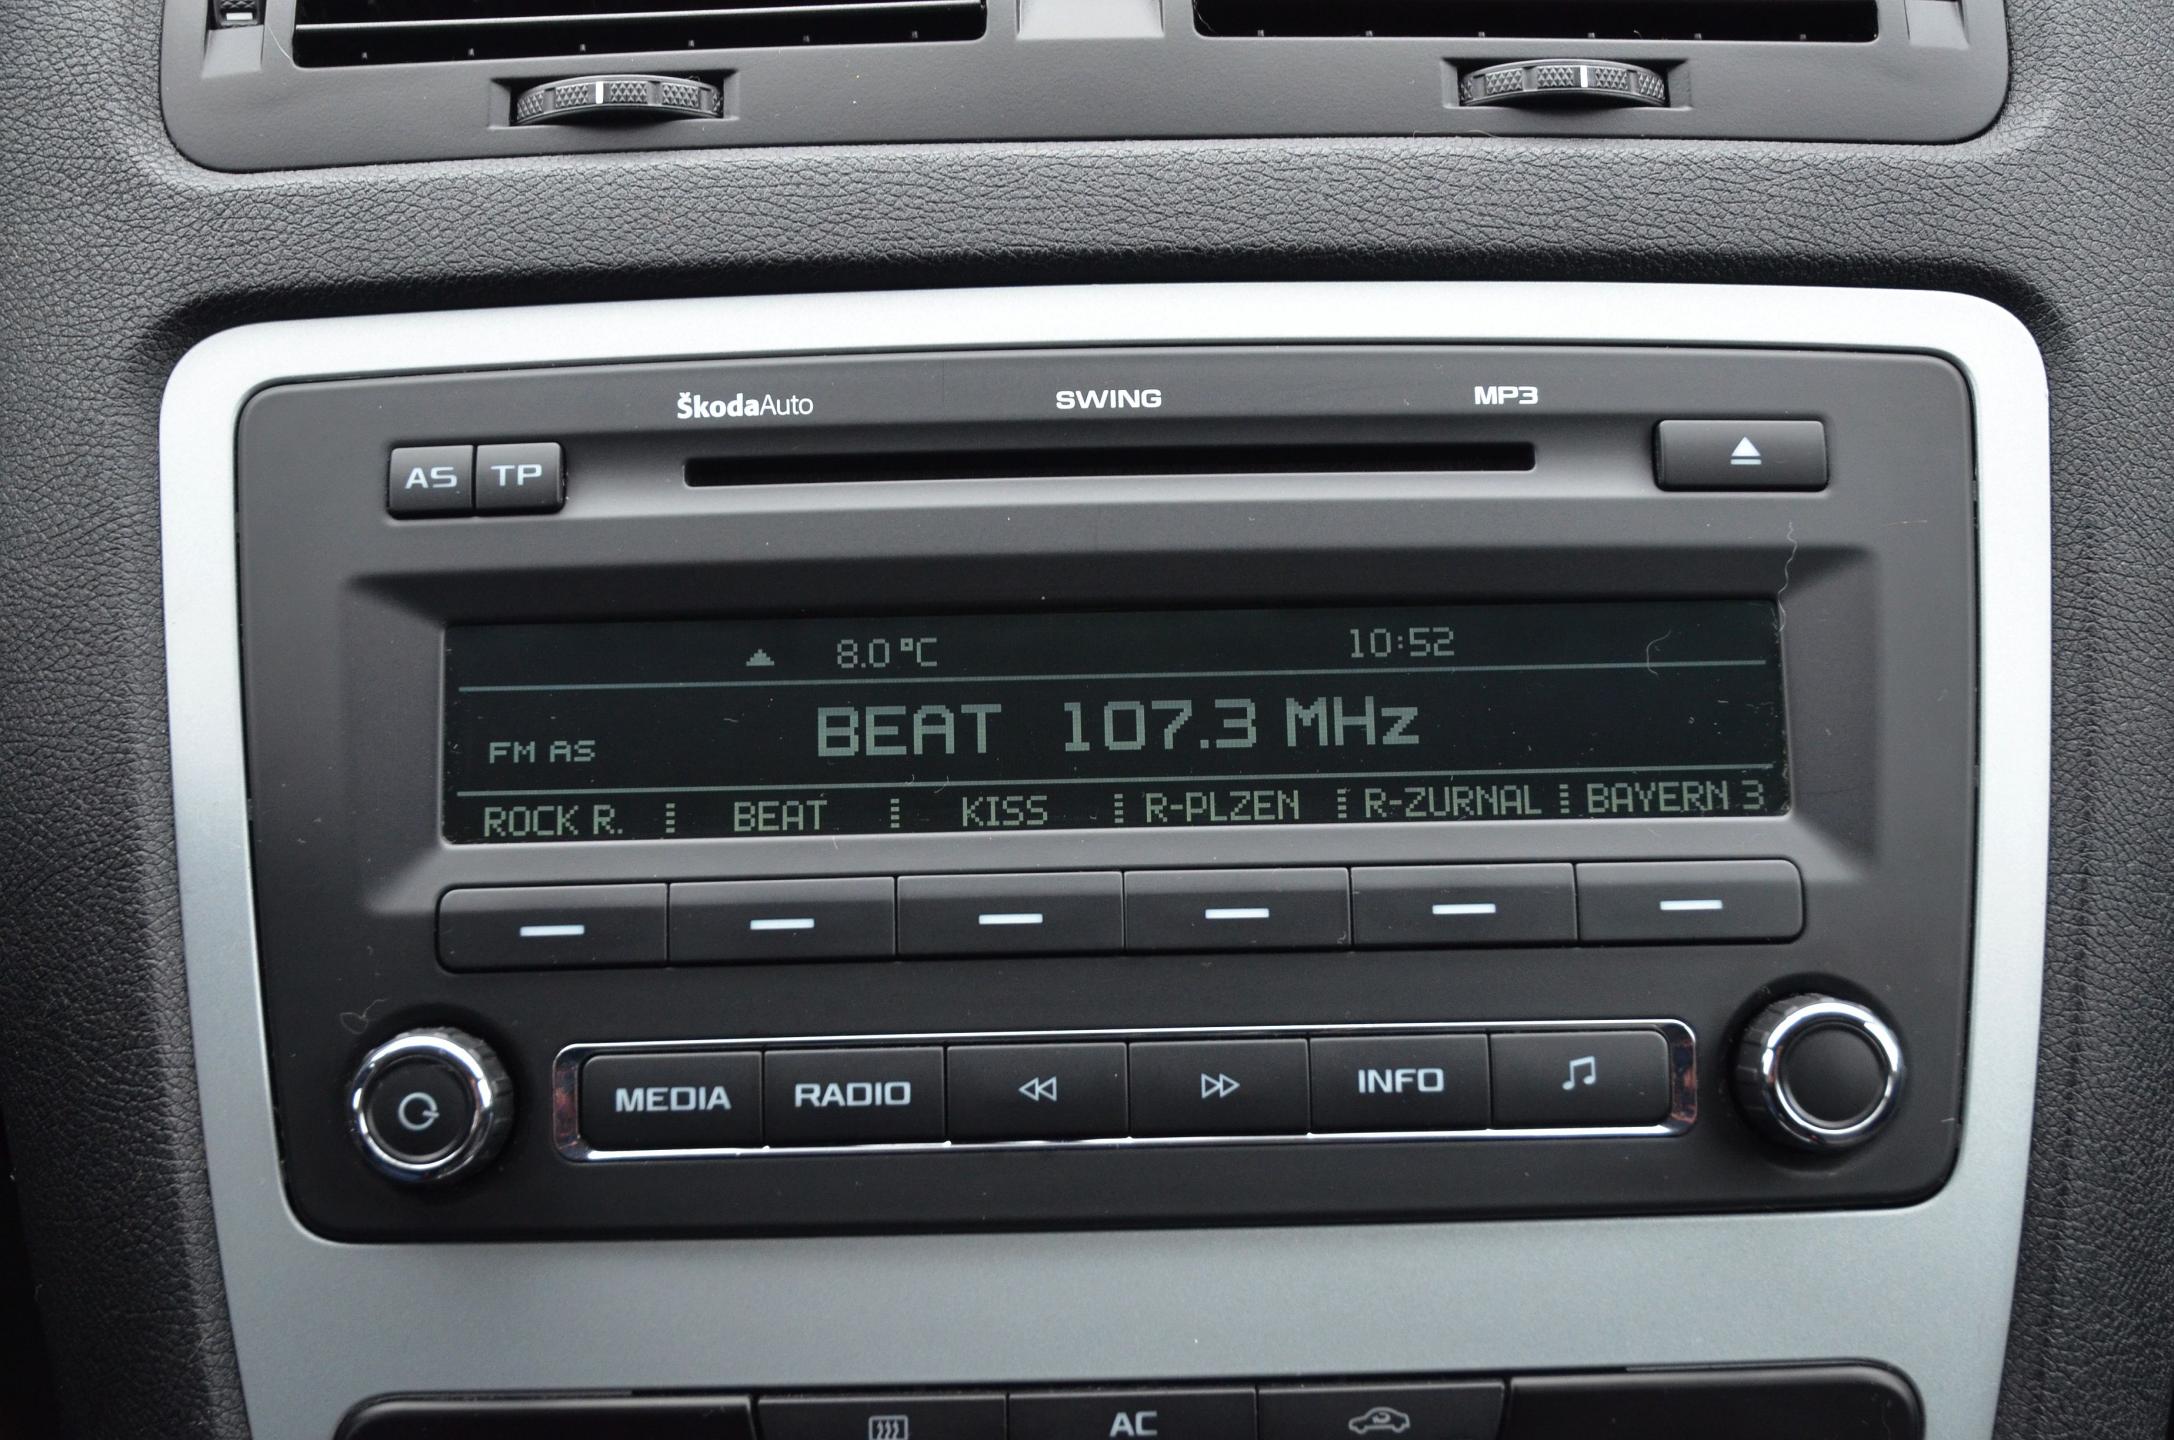 ŠkodaAuto SWING MP3
AS TP
8.0 °C 10:52
FM AS BEAT 107.3 MHz
ROCK R. BEAT KISS R-PLZEN R-ZURNAL BAYERN 3
MEDIA RADIO INFO
AC